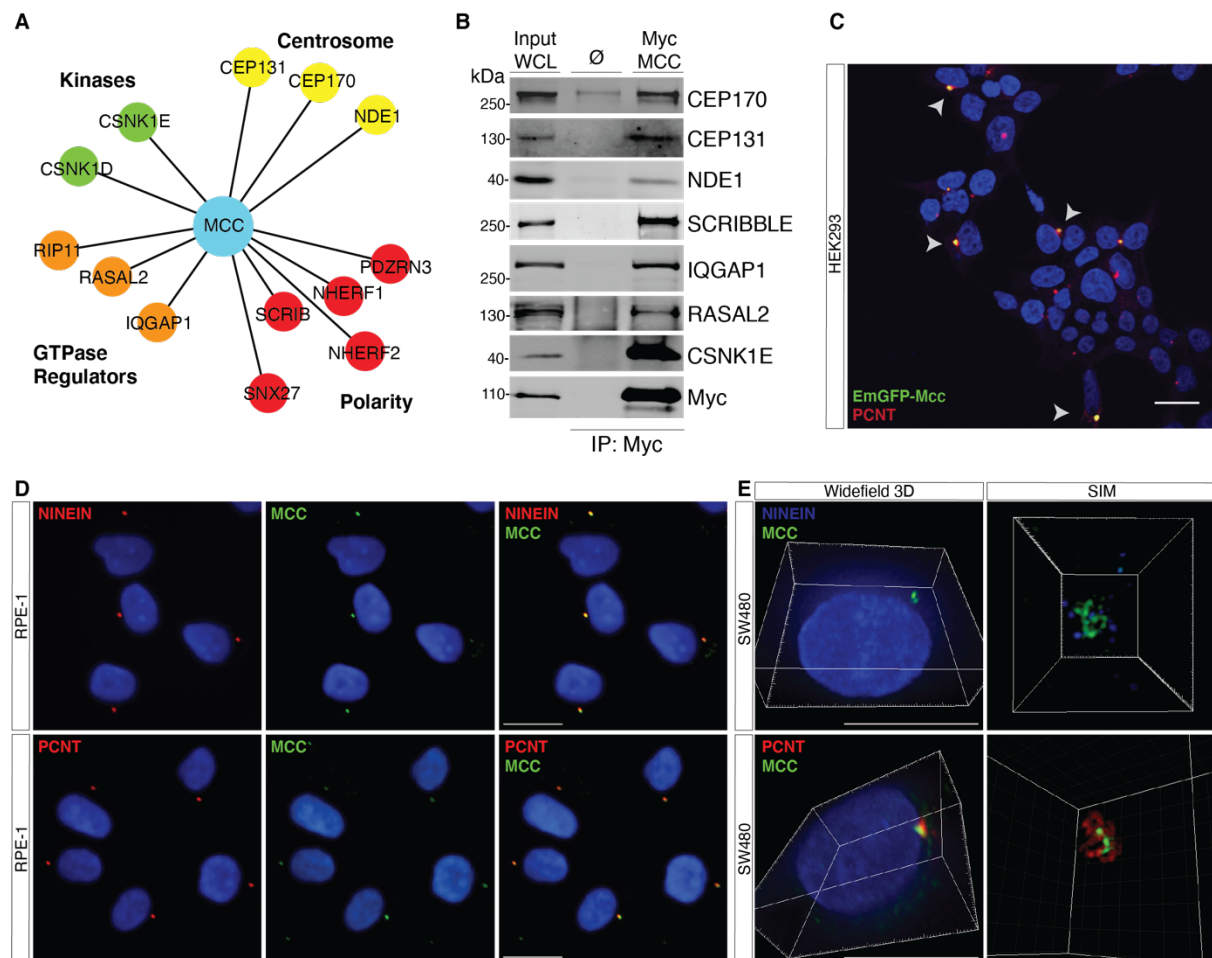 A
Centrosome
CEP131
CEP170
NDE1
Kinases
CSNK1E
CSNK1D
MCC
RIP11
RASAL2
IQGAP1
GTPase
Regulators
PDZRN3
NHERF1
SCRIB
NHERF2
SNX27
Polarity
B
Input
WCL
Ø
Myc
MCC
kDa
250-
CEP170
130-
CEP131
40-
NDE1
250-
SCRIBBLE
250-
IQGAP1
130-
RASAL2
40-
CSNK1E
110-
Myc
IP: Myc
C
HEK293
EmGFP-Mcc
PCNT
D
RPE-1
NINEIN
MCC
NINEIN
MCC
RPE-1
PCNT
MCC
PCNT
MCC
E
Widefield 3D
SIM
SW480
NINEIN
MCC
SW480
PCNT
MCC